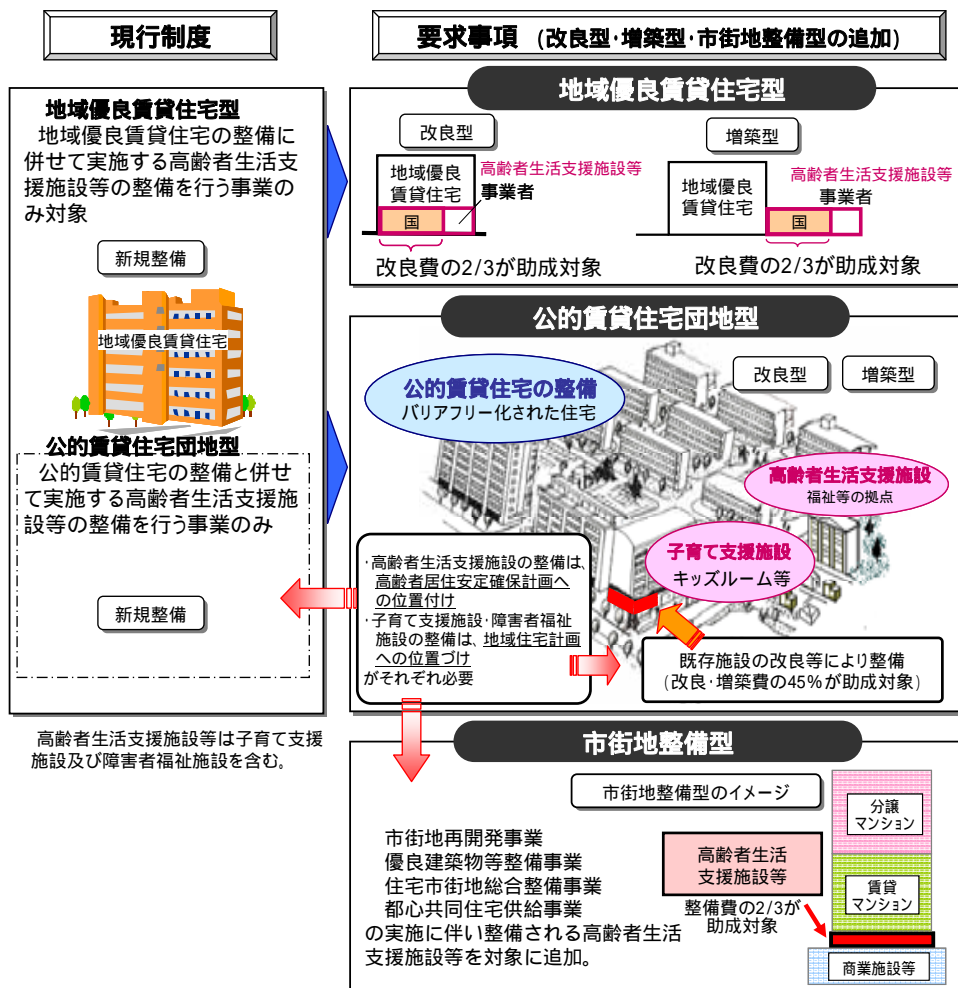 現行制度
要求事項 (改良型・増築型・市街地整備型の追加)
地域優良賃貸住宅型
地域優良賃貸住宅の整備に
併せて実施する高齢者生活支
援施設等の整備を行う事業の
み対象
新規整備
地域優良賃貸住宅
公的賃貸住宅団地型
公的賃貸住宅の整備と併せ
て実施する高齢者生活支援施
設等の整備を行う事業のみ
新規整備
高齢者生活支援施設等は子育て支援
施設及び障害者福祉施設を含む。
地域優良賃貸住宅型
改良型
地域優良
賃貸住宅
高齢者生活支援施設等
事業者
国
改良費の2/3が助成対象
増築型
地域優良
賃貸住宅
高齢者生活支援施設等
事業者
国
改良費の2/3が助成対象
公的賃貸住宅団地型
改良型
増築型
公的賃貸住宅の整備
バリアフリー化された住宅
高齢者生活支援施設
福祉等の拠点
子育て支援施設
キッズルーム等
・高齢者生活支援施設の整備は、
高齢者居住安定確保計画へ
の位置付け
・子育て支援施設・障害者福祉
施設の整備は、地域住宅計画
への位置づけ
がそれぞれ必要
既存施設の改良等により整備
(改良・増築費の45%が助成対象)
市街地整備型
市街地整備型のイメージ
市街地再開発事業
優良建築物等整備事業
住宅市街地総合整備事業
都心共同住宅供給事業
の実施に伴い整備される高齢者生活
支援施設等を対象に追加。
高齢者生活
支援施設等
整備費の2/3が
助成対象
分譲
マンション
賃貸
マンション
商業施設等